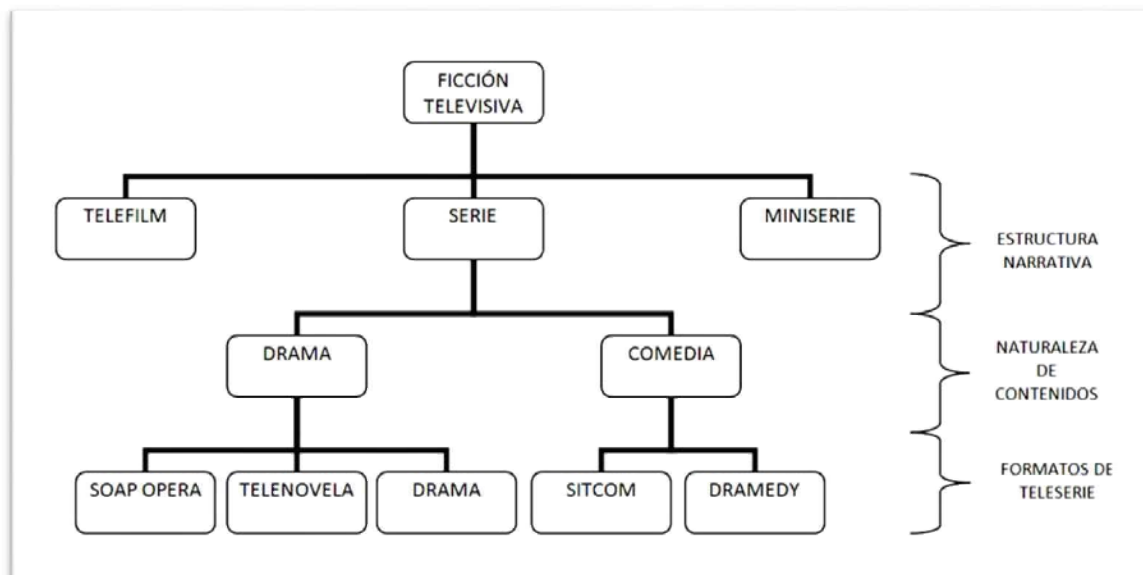 FICCIÓN
TELEVISIVA
TELEFILM
SERIE
MINISERIE
ESTRUCTURA
NARRATIVA
DRAMA
COMEDIA
NATURALEZA
DE
CONTENIDOS
SOAP OPERA
TELENOVELA
DRAMA
SITCOM
DRAMEDY
FORMATOS DE
TELESERIE